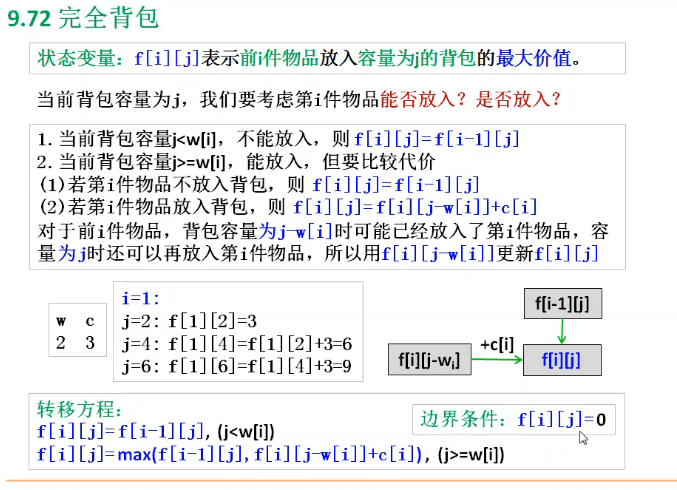 9.72 完全背包
状态变量：f[i][j]表示前i件物品放入容量为j的背包的最大价值。
当前背包容量为j，我们要考虑第i件物品能否放入？是否放入？
1. 当前背包容量j<w[i]，不能放入，则f[i][j]=f[i-1][j]
2. 当前背包容量j>=w[i]，能放入，但要比较代价
(1)若第i件物品不放入背包，则 f[i][j]=f[i-1][j]
(2)若第i件物品放入背包，则 f[i][j]=f[i][j-w[i]]+c[i]
对于前i件物品，背包容量为j-w[i]时可能已经放入了第i件物品，容
量为j时还可以再放入第i件物品，所以用f[i][j-w[i]]更新f[i][j]
w c
2 3
i=1：
j=2：f[1][2]=3
j=4：f[1][4]=f[1][2]+3=6
j=6：f[1][6]=f[1][4]+3=9
f[i-1][j]
+c[i]
f[i][j-wi]
f[i][j]
转移方程：
f[i][j]=f[i-1][j]，(j<w[i])
f[i][j]=max(f[i-1][j],f[i][j-w[i]]+c[i])，(j>=w[i])
边界条件：f[i][j]=0